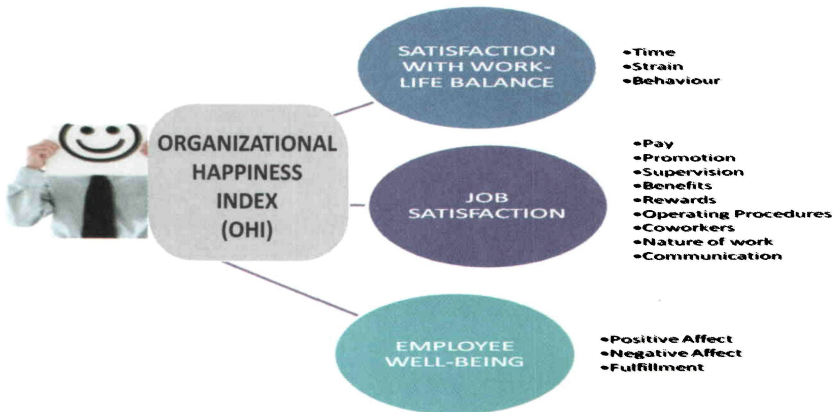 SATISFACTION
WITH WORK-
LIFE BALANCE
•Time
•Strain
•Behaviour
ORGANIZATIONAL
HAPPINESS
INDEX
(OHI)
JOB
SATISFACTION
•Pay
•Promotion
•Supervision
•Benefits
•Rewards
•Operating Procedures
•Coworkers
•Nature of work
•Communication
EMPLOYEE
WELL-BEING
•Positive Affect
•Negative Affect
•Fulfillment